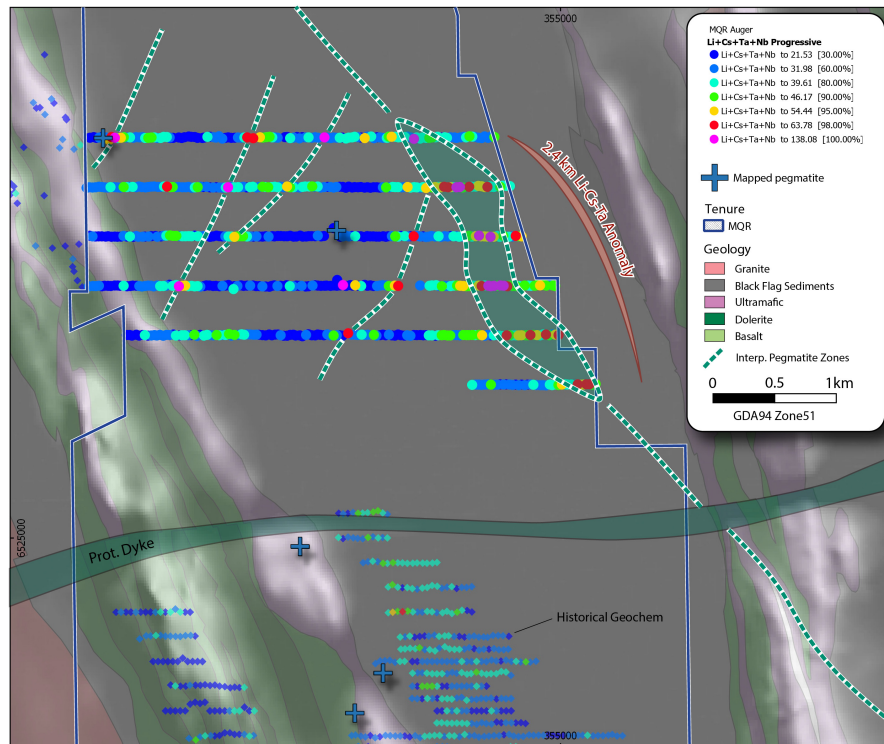 355000
MQR Auger
Li+Cs+Ta+Nb Progressive
Li+Cs+Ta+Nb to 21.53 [30.00%]
Li+Cs+Ta+Nb to 31.98 [60.00%]
Li+Cs+Ta+Nb to 39.61 [80.00%]
Li+Cs+Ta+Nb to 46.17 [90.00%]
Li+Cs+Ta+Nb to 54.44 [95.00%]
Li+Cs+Ta+Nb to 63.78 [98.00%]
Li+Cs+Ta+Nb to 138.08 [100.00%]
Mapped pegmatite
Tenure
MQR
Geology
Granite
Black Flag Sediments
Ultramafic
Dolerite
Basalt
Interp. Pegmatite Zones
0 0.5 1km
GDA94 Zone51
2.4km Li-Cs-Ta Anomaly
6525000
Prot. Dyke
Historical Geochem
355000